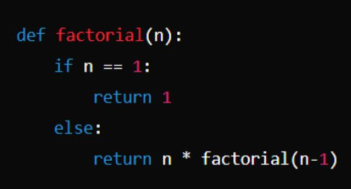 def factorial(n):
    if n == 1:
        return 1
    else:
        return n * factorial(n-1)